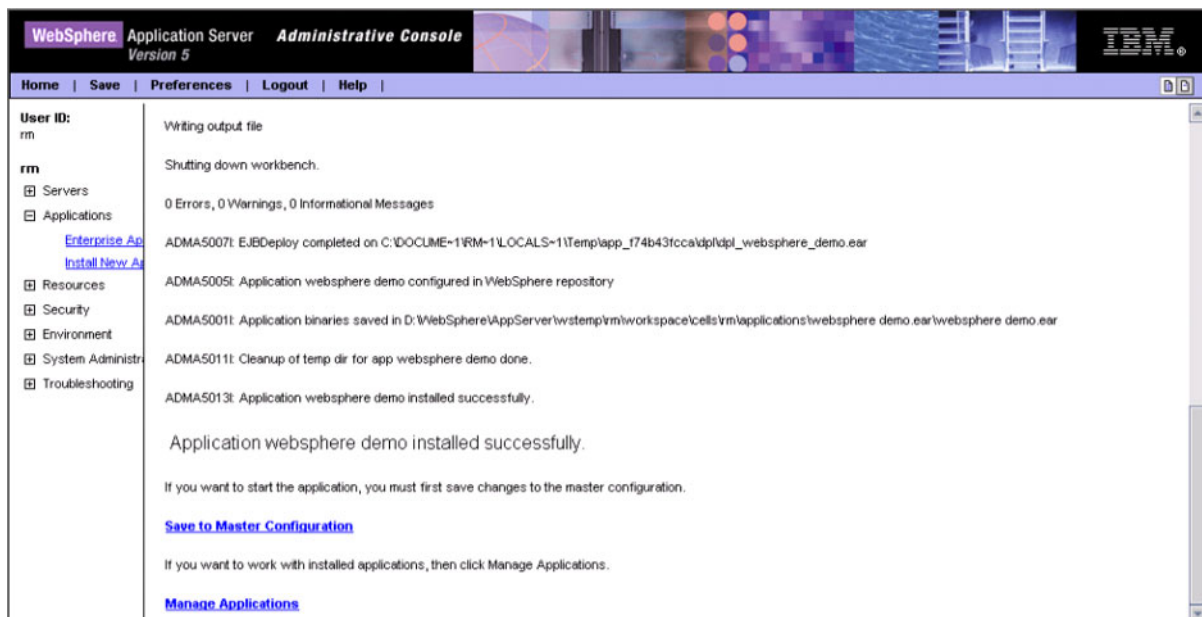 WebSphere Application Server Administrative Console
Version 5
IBM®
Home | Save | Preferences | Logout | Help |
User ID:
rm
rm
Servers
Applications
Enterprise Ap
Install New Ap
Resources
Security
Environment
System Administra
Troubleshooting
Writing output file
Shutting down workbench.
0 Errors, 0 Warnings, 0 Informational Messages
ADMA5007I: EJBDeploy completed on C:\DOCUME~1\RM~1\LOCALS~1\Temp\app_f74b43fcca\dpl\dpl_websphere_demo.ear
ADMA5005I: Application websphere demo configured in WebSphere repository
ADMA5001I: Application binaries saved in D:\WebSphere\AppServer\wstemp\rm\workspace\cells\rm\applications\websphere demo.ear\websphere demo.ear
ADMA5011I: Cleanup of temp dir for app websphere demo done.
ADMA5013I: Application websphere demo installed successfully.
Application websphere demo installed successfully.
If you want to start the application, you must first save changes to the master configuration.
Save to Master Configuration
If you want to work with installed applications, then click Manage Applications.
Manage Applications